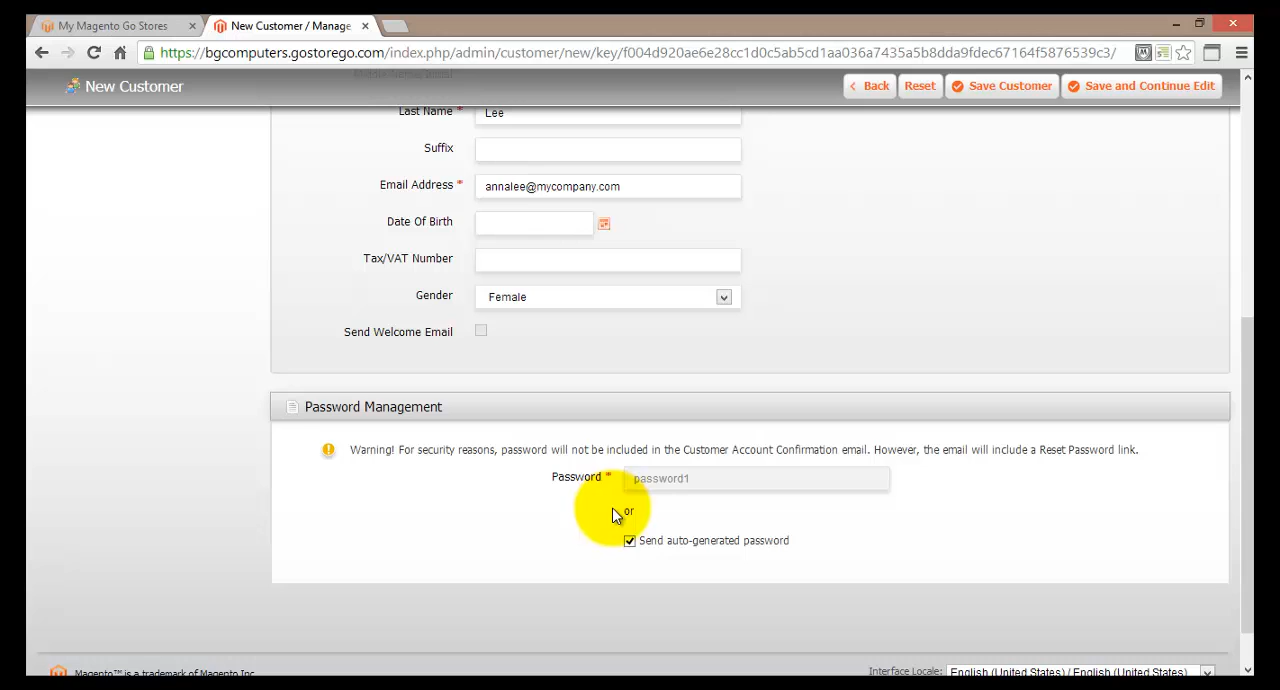 My Magento Go Stores × New Customer / Manage ×
https://bgcomputers.gostorego.com/index.php/admin/customer/new/key/f004d920ae6e28cc1d0c5ab5cd1aa036a7435a5b8dda9fdec67164f5876539c3/
New Customer Back Reset Save Customer Save and Continue Edit
Last Name * Lee
Suffix
Email Address * annalee@mycompany.com
Date Of Birth
Tax/VAT Number
Gender Female
Send Welcome Email
Password Management
Warning! For security reasons, password will not be included in the Customer Account Confirmation email. However, the email will include a Reset Password link.
Password * password1
or
Send auto-generated password
Magento™ is a trademark of Magento Inc. Interface Locale: English (United States) / English (United States)